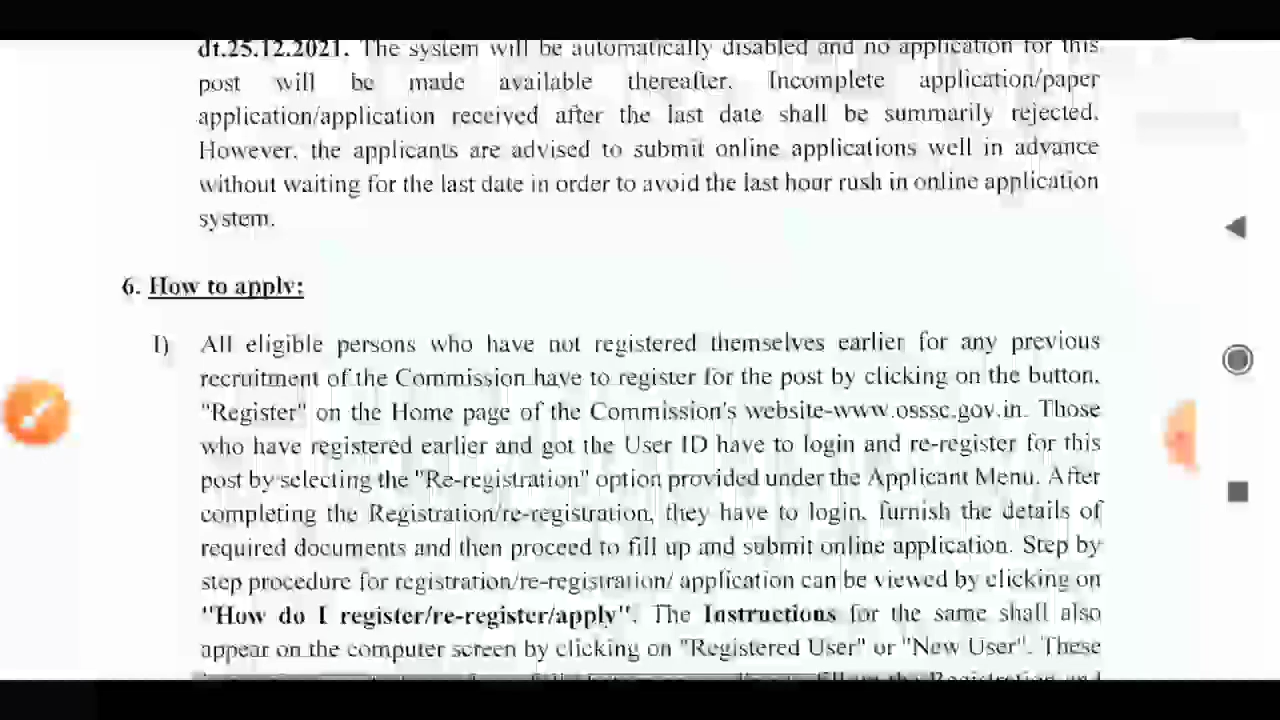 dt.25.12.2021. The system will be automatically disabled and no application for this
post will be made available thereafter. Incomplete application/paper
application/application received after the last date shall be summarily rejected.
However, the applicants are advised to submit online applications well in advance
without waiting for the last date in order to avoid the last hour rush in online application
system.
6. How to apply:
I) All eligible persons who have not registered themselves earlier for any previous
recruitment of the Commission have to register for the post by clicking on the button,
"Register" on the Home page of the Commission's website-www.osssc.gov.in. Those
who have registered earlier and got the User ID have to login and re-register for this
post by selecting the "Re-registration" option provided under the Applicant Menu. After
completing the Registration/re-registration, they have to login, furnish the details of
required documents and then proceed to fill up and submit online application. Step by
step procedure for registration/re-registration/ application can be viewed by clicking on
"How do I register/re-register/apply". The Instructions for the same shall also
appear on the computer screen by clicking on "Registered User" or "New User". These